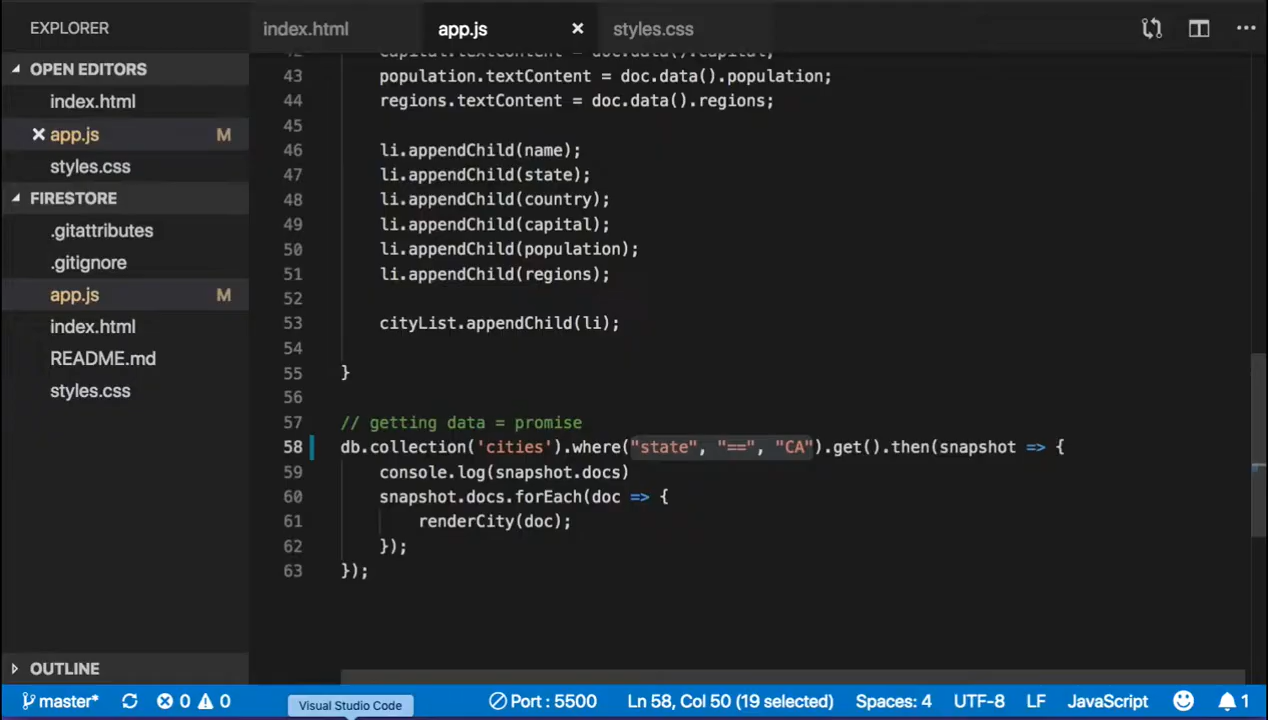 EXPLORER
index.html
app.js
styles.css
OPEN EDITORS
index.html
app.js M
styles.css
FIRESTORE
.gitattributes
.gitignore
app.js M
index.html
README.md
styles.css
OUTLINE
42 capital.textContent = doc.data().capital;
43 population.textContent = doc.data().population;
44 regions.textContent = doc.data().regions;
45
46 li.appendChild(name);
47 li.appendChild(state);
48 li.appendChild(country);
49 li.appendChild(capital);
50 li.appendChild(population);
51 li.appendChild(regions);
52
53 cityList.appendChild(li);
54
55 }
56
57 // getting data = promise
58 db.collection('cities').where("state", "==", "CA").get().then(snapshot => {
59 console.log(snapshot.docs)
60 snapshot.docs.forEach(doc => {
61 renderCity(doc);
62 });
63 });
master* 0 0 Port : 5500 Ln 58, Col 50 (19 selected) Spaces: 4 UTF-8 LF JavaScript 1
Visual Studio Code